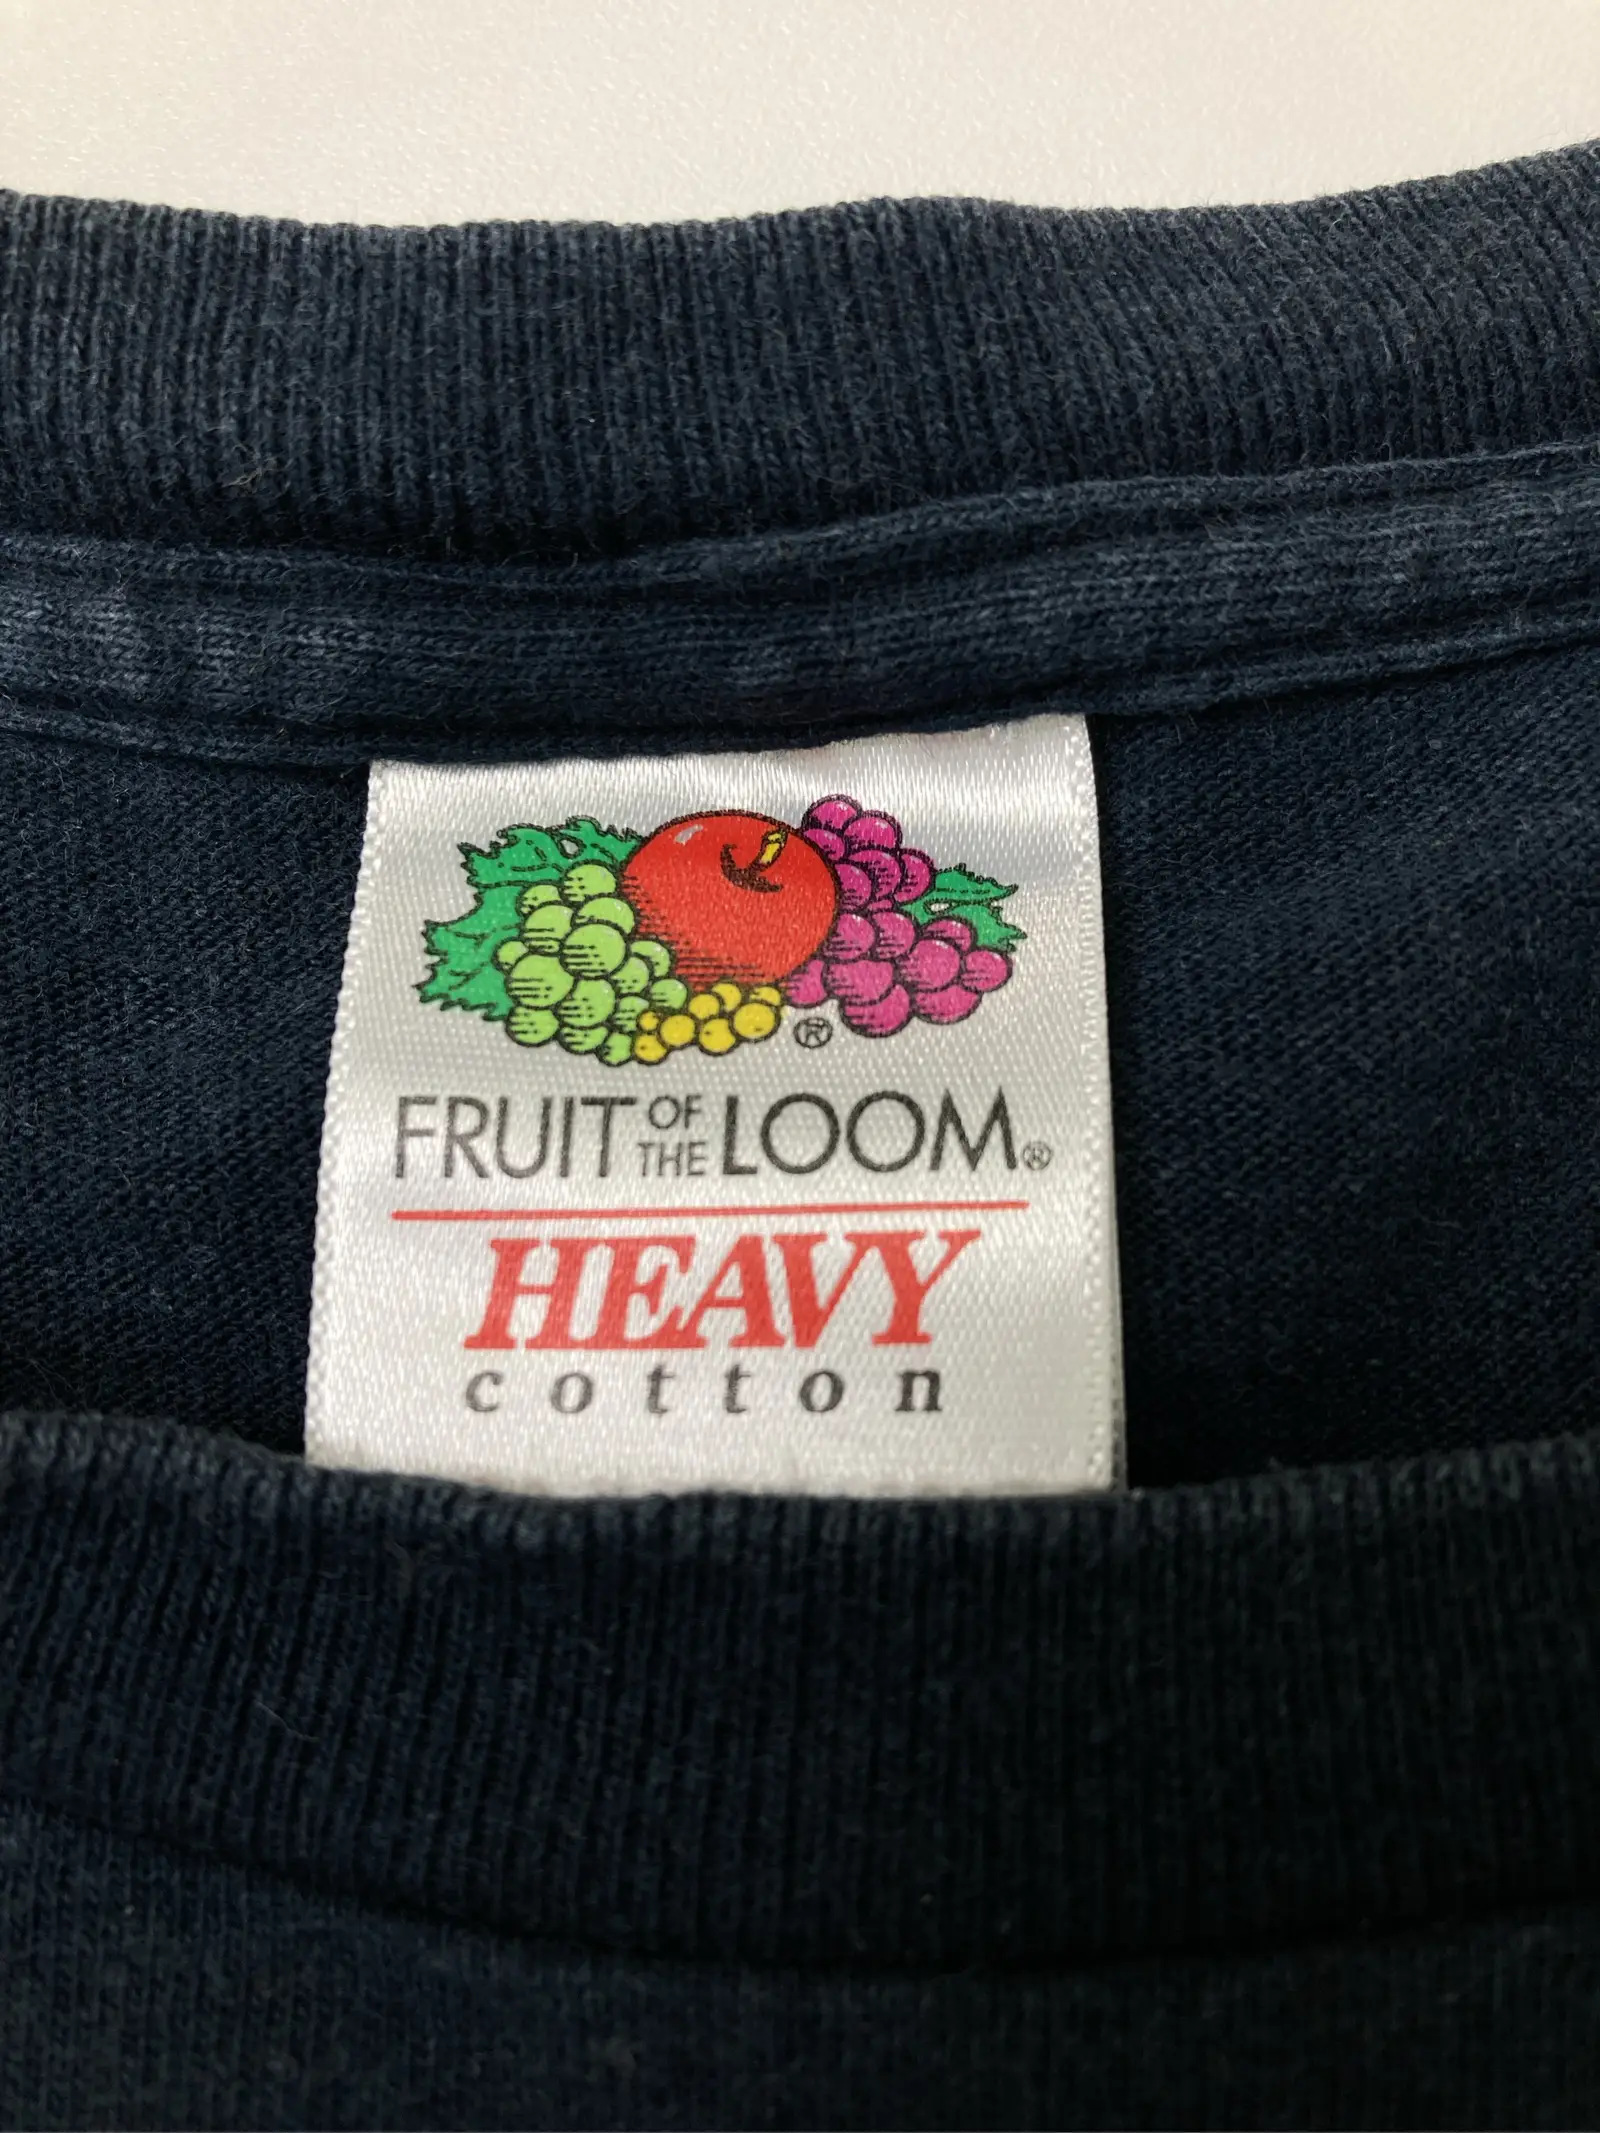 ®
FRUIT OF THE LOOM®
HEAVY
cotton